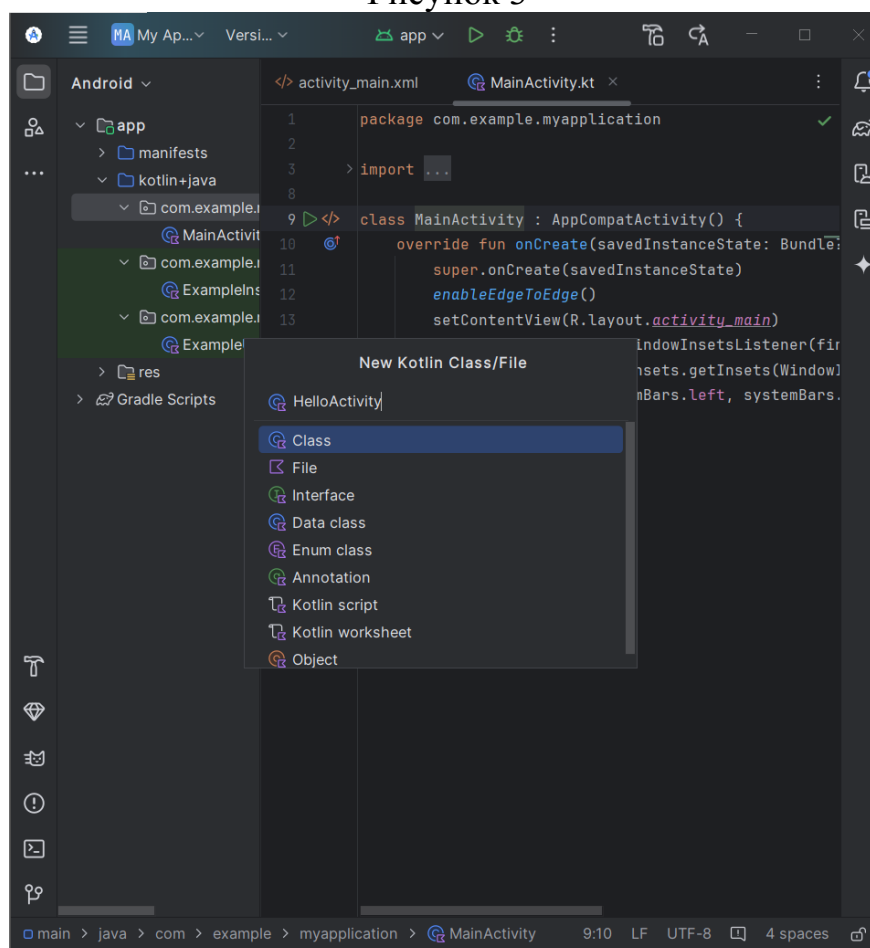 MA My Ap... Versi... app
Android
activity_main.xml
MainActivity.kt
app
manifests
kotlin+java
com.example.
MainActivit
com.example.
ExampleIns
com.example.
Example
res
Gradle Scripts
1 package com.example.myapplication
2
3 import ...
8
9 class MainActivity : AppCompatActivity() {
10 override fun onCreate(savedInstanceState: Bundle?
11 super.onCreate(savedInstanceState)
12 enableEdgeToEdge()
13 setContentView(R.layout.activity_main)
indowInsetsListener(fin
nsets.getInsets(WindowI
mBars.left, systemBars.
New Kotlin Class/File
HelloActivity
Class
File
Interface
Data class
Enum class
Annotation
Kotlin script
Kotlin worksheet
Object
main > java > com > example > myapplication > MainActivity 9:10 LF UTF-8 4 spaces